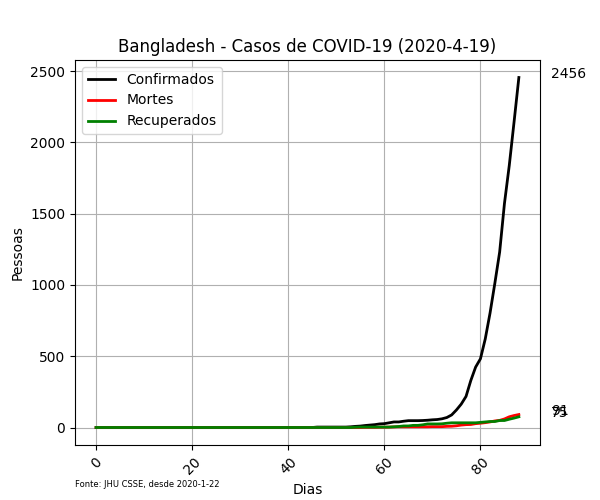 Bangladesh - Casos de COVID-19 (2020-4-19)
Confirmados
Mortes
Recuperados
Pessoas
2500
2000
1500
1000
500
0
2456
91
75
0
20
40
60
80
Dias
Fonte: JHU CSSE, desde 2020-1-22